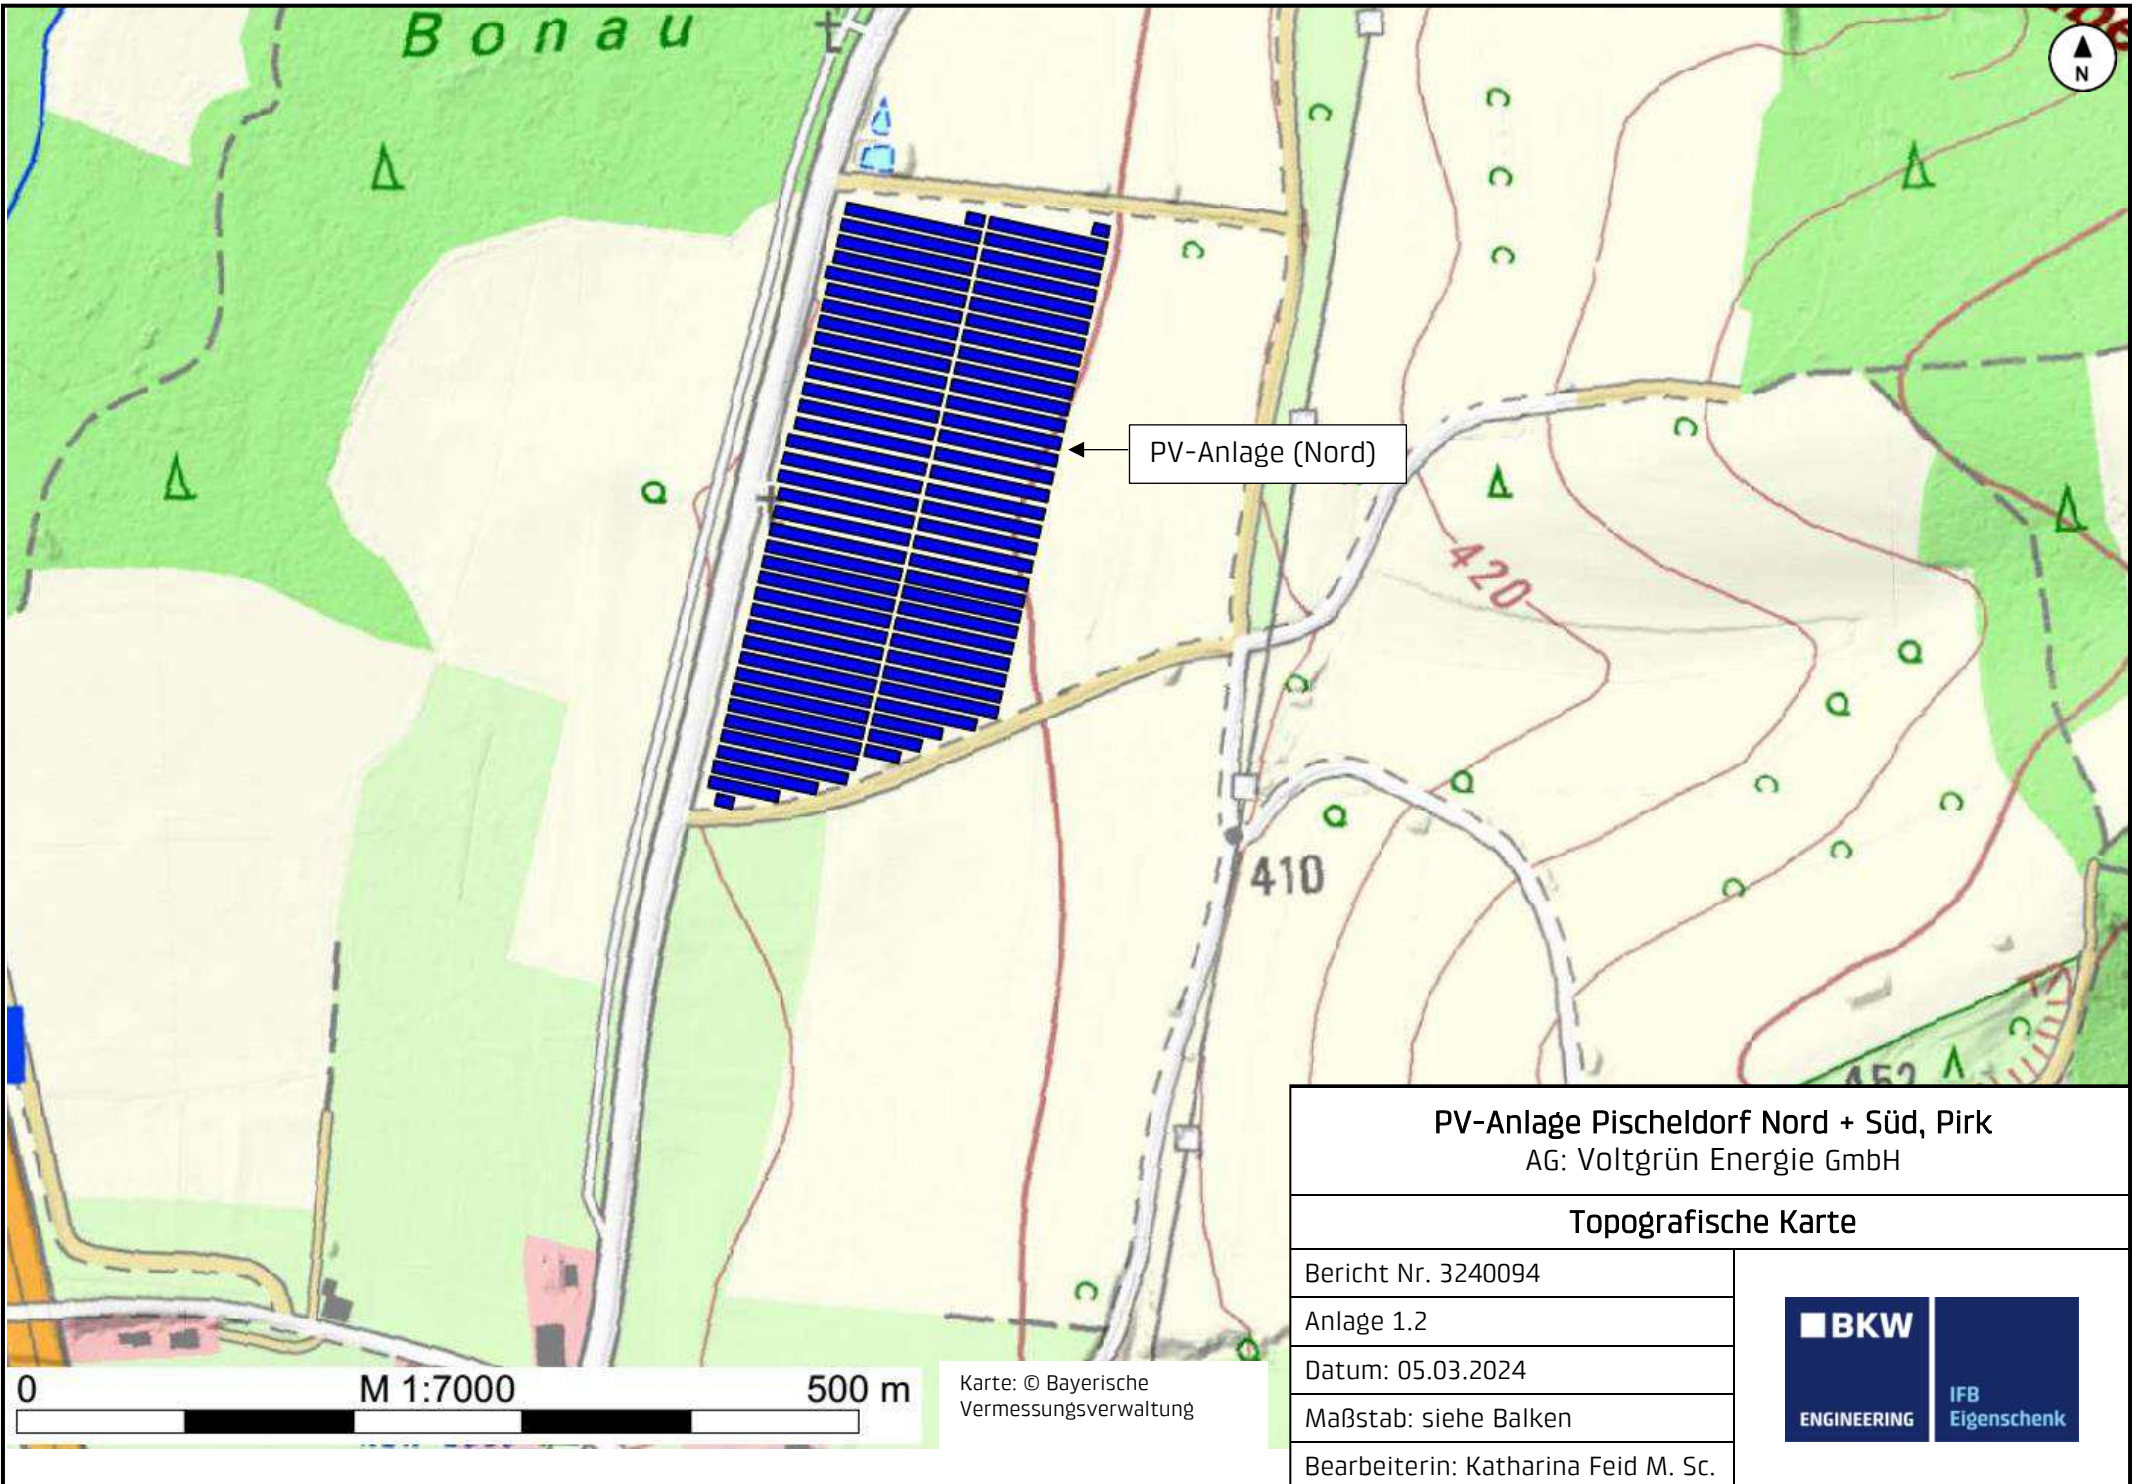 Bonau
PV-Anlage (Nord)
420
410
452
PV-Anlage Pischeldorf Nord + Süd, Pirk
AG: Voltgrün Energie GmbH
Topografische Karte
Bericht Nr. 3240094
Anlage 1.2
Datum: 05.03.2024
Maßstab: siehe Balken
Bearbeiterin: Katharina Feid M. Sc.
BKW
ENGINEERING
IFB
Eigenschenk
0 M 1:7000 500 m
Karte: © Bayerische
Vermessungsverwaltung
N